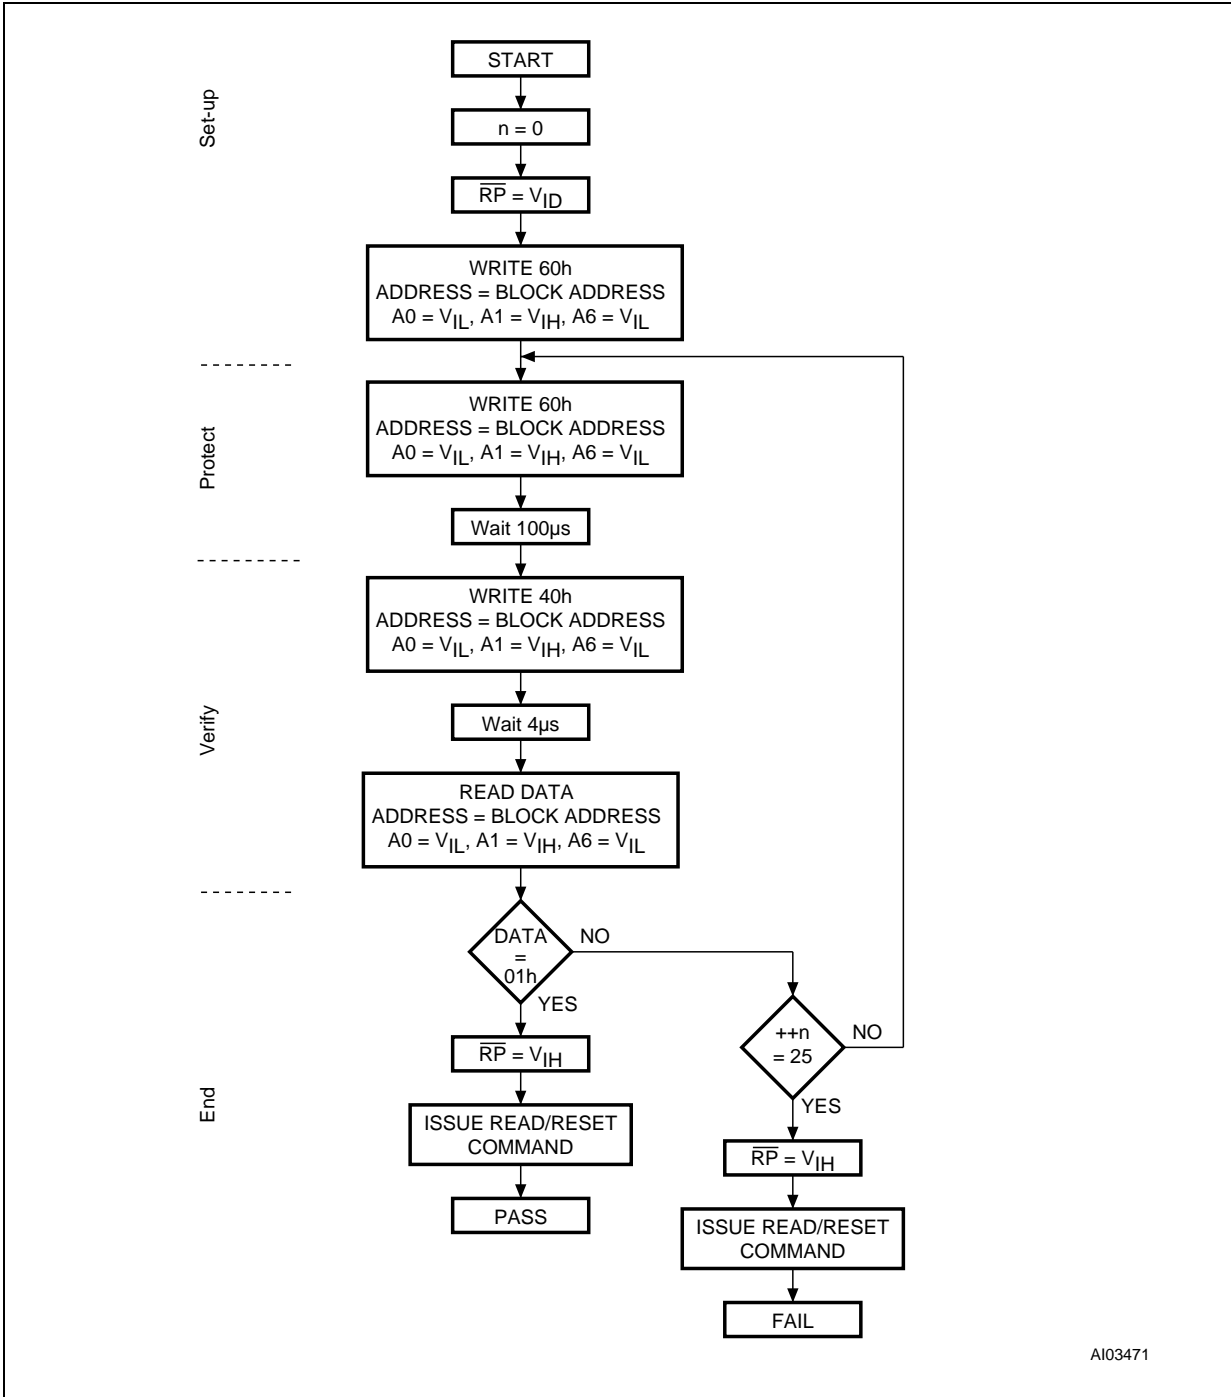 START
Set-up
n = 0
R̅P̅ = VID
WRITE 60h
ADDRESS = BLOCK ADDRESS
A0 = VIL, A1 = VIH, A6 = VIL
Protect
WRITE 60h
ADDRESS = BLOCK ADDRESS
A0 = VIL, A1 = VIH, A6 = VIL
Wait 100µs
Verify
WRITE 40h
ADDRESS = BLOCK ADDRESS
A0 = VIL, A1 = VIH, A6 = VIL
Wait 4µs
READ DATA
ADDRESS = BLOCK ADDRESS
A0 = VIL, A1 = VIH, A6 = VIL
End
DATA
=
01h
NO
YES
++n
= 25
NO
YES
R̅P̅ = VIH
ISSUE READ/RESET
COMMAND
PASS
R̅P̅ = VIH
ISSUE READ/RESET
COMMAND
FAIL
AI03471